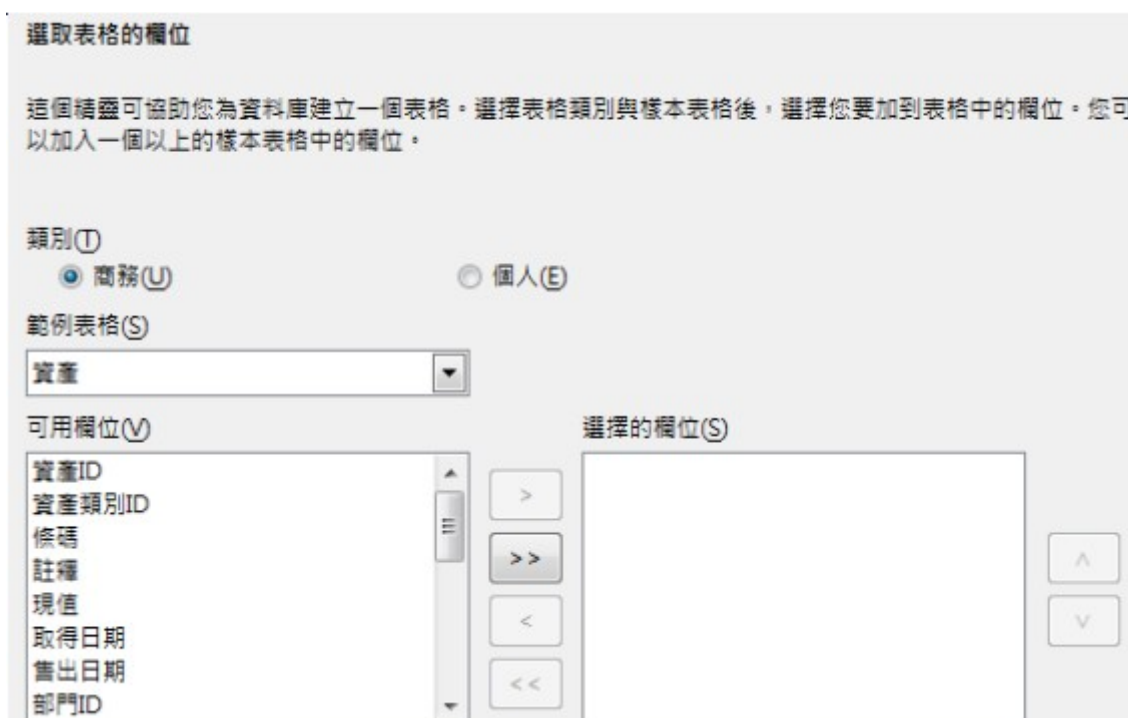 選取表格的欄位
這個精靈可協助您為資料庫建立一個表格。選擇表格類別與樣本表格後，選擇您要加到表格中的欄位。您可
以加入一個以上的樣本表格中的欄位。
類別(T)
商務(U)
個人(E)
範例表格(S)
資產
可用欄位(V)
選擇的欄位(S)
資產ID
資產類別ID
條碼
註釋
現值
取得日期
售出日期
部門ID
>
>>
<
<<